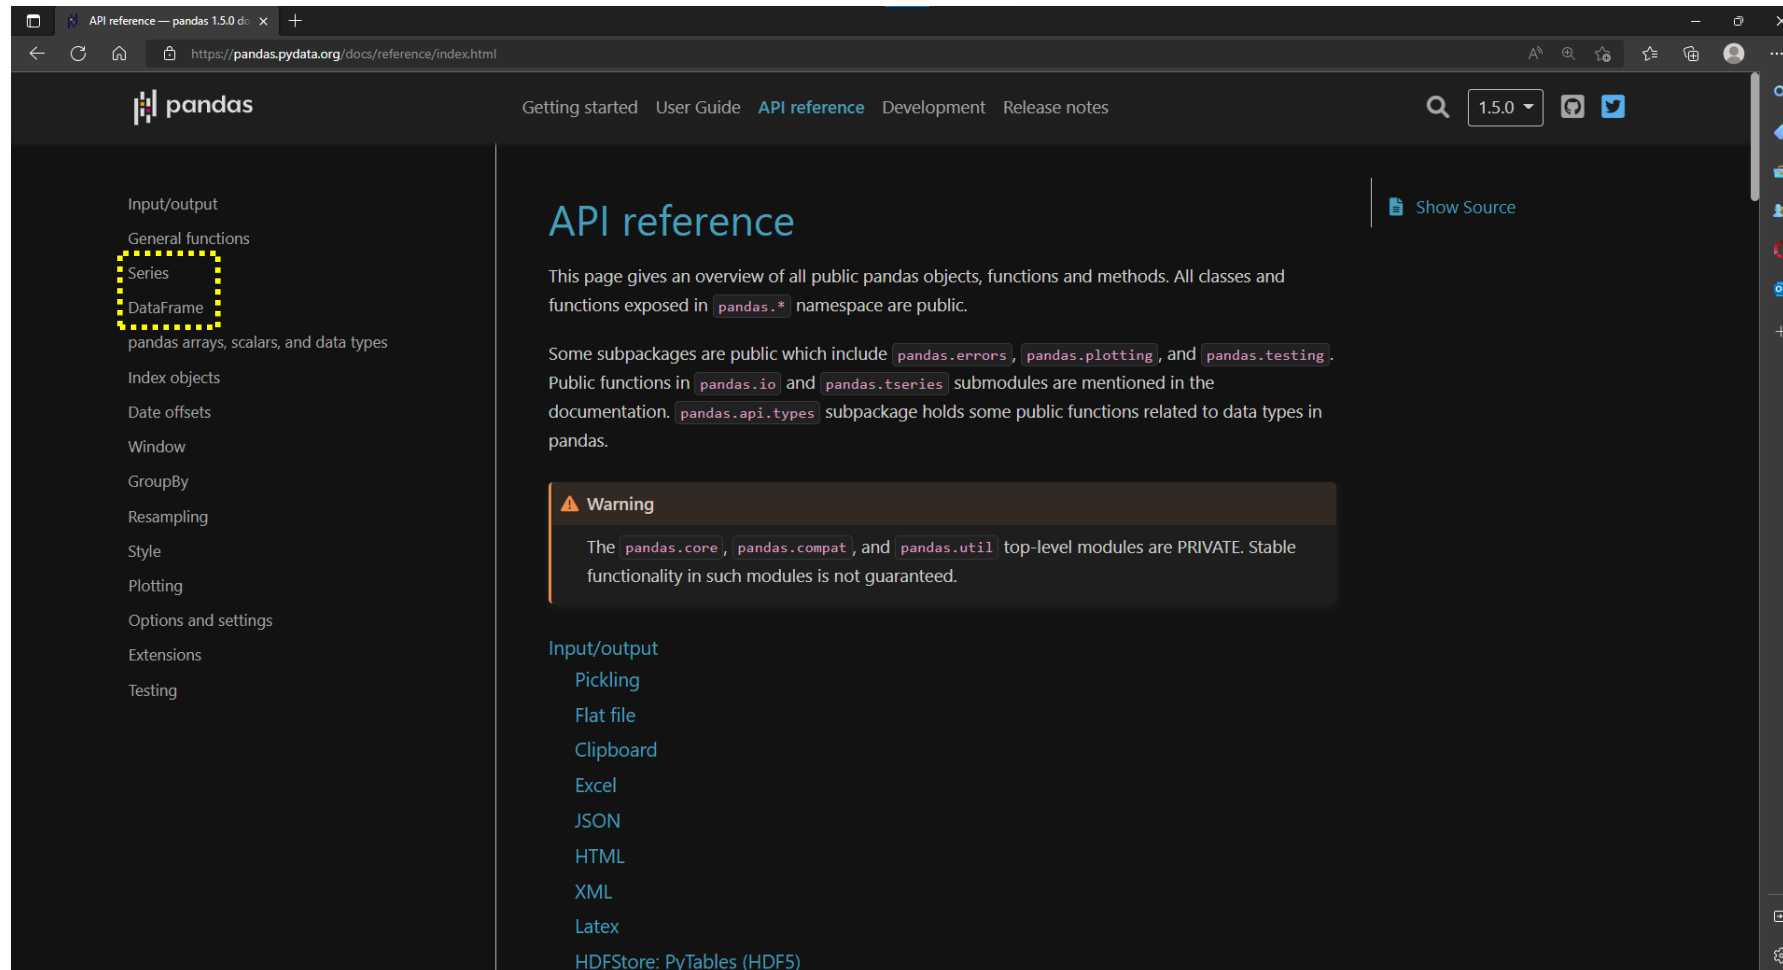 API reference — pandas 1.5.0 do
https://pandas.pydata.org/docs/reference/index.html
pandas
Getting started User Guide API reference Development Release notes
1.5.0
Input/output
General functions
Series
DataFrame
pandas arrays, scalars, and data types
Index objects
Date offsets
Window
GroupBy
Resampling
Style
Plotting
Options and settings
Extensions
Testing
API reference
This page gives an overview of all public pandas objects, functions and methods. All classes and
functions exposed in pandas.* namespace are public.
Some subpackages are public which include pandas.errors, pandas.plotting, and pandas.testing.
Public functions in pandas.io and pandas.tseries submodules are mentioned in the
documentation. pandas.api.types subpackage holds some public functions related to data types in
pandas.
Warning
The pandas.core, pandas.compat, and pandas.util top-level modules are PRIVATE. Stable
functionality in such modules is not guaranteed.
Input/output
Pickling
Flat file
Clipboard
Excel
JSON
HTML
XML
Latex
HDFStore: PyTables (HDF5)
Show Source